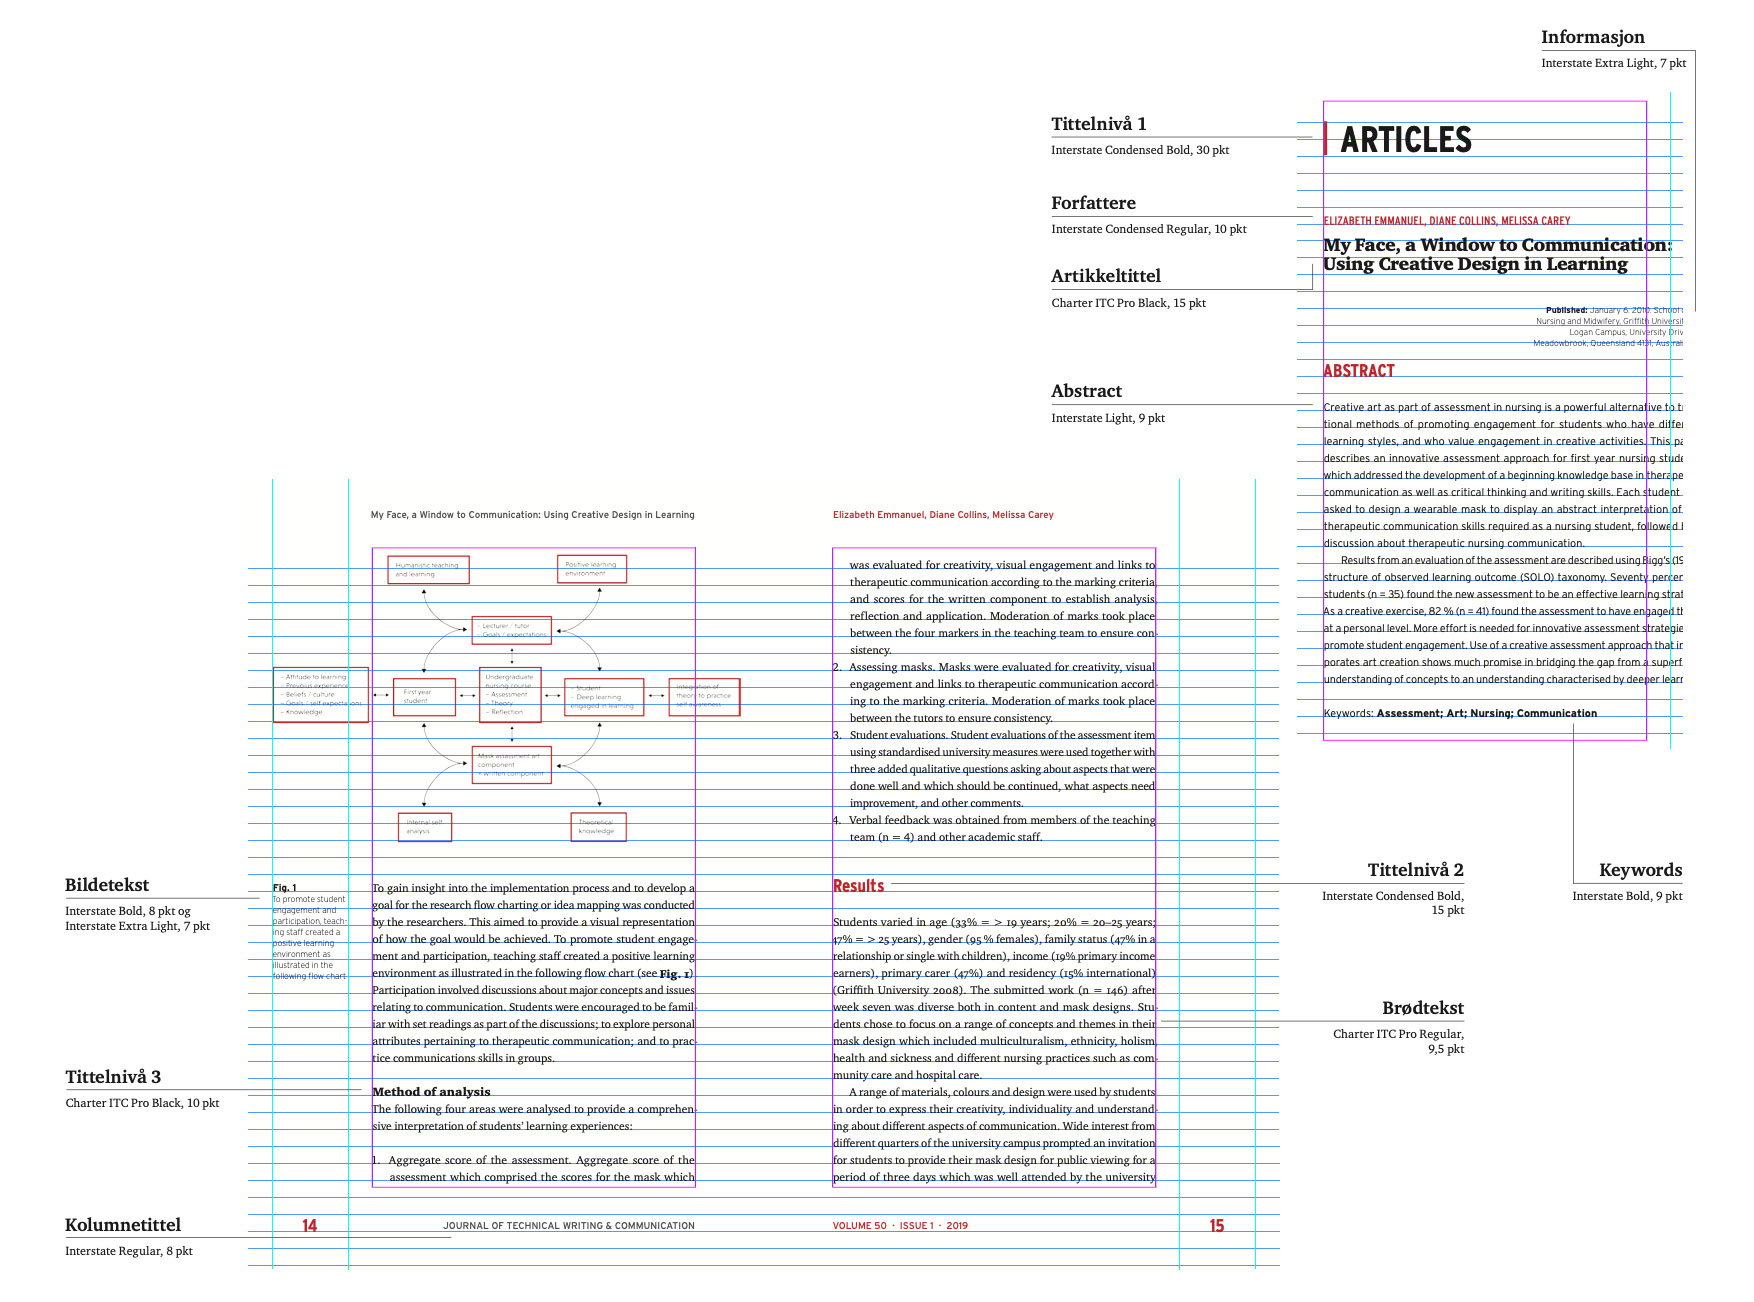 Informasjon
Interstate Extra Light, 7 pkt
Tittelnivå 1
Interstate Condensed Bold, 30 pkt
Forfattere
Interstate Condensed Regular, 10 pkt
Artikkeltittel
Charter ITC Pro Black, 15 pkt
Abstract
Interstate Light, 9 pkt
ARTICLES
ELIZABETH EMMANUEL, DIANE COLLINS, MELISSA CAREY
My Face, a Window to Communication:
Using Creative Design in Learning
Published: January 6, 2010. School
Nursing and Midwifery, Griffith Universit
Logan Campus, University Driv
Meadowbrook, Queensland 4131, Austral
ABSTRACT
Creative art as part of assessment in nursing is a powerful alternative to t
tional methods of promoting engagement for students who have differ
learning styles, and who value engagement in creative activities. This pa
describes an innovative assessment approach for first year nursing stude
which addressed the development of a beginning knowledge base in therape
communication as well as critical thinking and writing skills. Each student
asked to design a wearable mask to display an abstract interpretation of
therapeutic communication skills required as a nursing student, followed
discussion about therapeutic nursing communication.
Results from an evaluation of the assessment are described using Bigg's (19
structure of observed learning outcome (SOLO) taxonomy. Seventy percen
students (n = 35) found the new assessment to be an effective learning strat
As a creative exercise, 82 % (n = 41) found the assessment to have engaged th
at a personal level. More effort is needed for innovative assessment strategie
promote student engagement. Use of a creative assessment approach that in
porates art creation shows much promise in bridging the gap from a superf
understanding of concepts to an understanding characterised by deeper learn
Keywords: Assessment; Art; Nursing; Communication
My Face, a Window to Communication: Using Creative Design in Learning
Humanistic teaching
and learning
Positive learning
environment
- Lecturer / tutor
- Goals / expectations
- Attitude to learning
- Prevous experience
- Beliefs / culture
- Goals / self expectations
- Knowledge
First year
student
Undergraduate
nursing course
- Assessment
- Theory
- Reflection
- Student
- Deep learning
engaged in learning
Integration of
theory to practice
self awareness
Mask assessment art
component
- written component
Internal self
analysis
Theoretical
knowledge
Bildetekst
Interstate Bold, 8 pkt og
Interstate Extra Light, 7 pkt
Fig. 1
To promote student
engagement and
participation, teach-
ing staff created a
positive learning
environment as
illustrated in the
following flow chart
To gain insight into the implementation process and to develop a
goal for the research flow charting or idea mapping was conducted
by the researchers. This aimed to provide a visual representation
of how the goal would be achieved. To promote student engage-
ment and participation, teaching staff created a positive learning
environment as illustrated in the following flow chart (see Fig. 1)
Participation involved discussions about major concepts and issues
relating to communication. Students were encouraged to be famil-
iar with set readings as part of the discussions; to explore personal
attributes pertaining to therapeutic communication; and to prac-
tice communications skills in groups.
Tittelnivå 3
Charter ITC Pro Black, 10 pkt
Method of analysis
The following four areas were analysed to provide a comprehen-
sive interpretation of students' learning experiences:
1. Aggregate score of the assessment. Aggregate score of the
assessment which comprised the scores for the mask which
Kolumnetittel
Interstate Regular, 8 pkt
14
JOURNAL OF TECHNICAL WRITING & COMMUNICATION
Elizabeth Emmanuel, Diane Collins, Melissa Carey
was evaluated for creativity, visual engagement and links to
therapeutic communication according to the marking criteria
and scores for the written component to establish analysis
reflection and application. Moderation of marks took place
between the four markers in the teaching team to ensure con-
sistency.
2. Assessing masks. Masks were evaluated for creativity, visual
engagement and links to therapeutic communication accord-
ing to the marking criteria. Moderation of marks took place
between the tutors to ensure consistency.
3. Student evaluations. Student evaluations of the assessment item
using standardised university measures were used together with
three added qualitative questions asking about aspects that were
done well and which should be continued, what aspects need
improvement, and other comments.
4. Verbal feedback was obtained from members of the teaching
team (n = 4) and other academic staff.
Results
Students varied in age (33% = > 19 years; 20% = 20–25 years;
47% = > 25 years), gender (95 % females), family status (47% in a
relationship or single with children), income (19% primary income
earners), primary carer (47%) and residency (15% international)
(Griffith University 2008). The submitted work (n = 146) after
week seven was diverse both in content and mask designs. Stu-
dents chose to focus on a range of concepts and themes in their
mask design which included multiculturalism, ethnicity, holism
health and sickness and different nursing practices such as com-
munity care and hospital care.
A range of materials, colours and design were used by students
in order to express their creativity, individuality and understand-
ing about different aspects of communication. Wide interest from
different quarters of the university campus prompted an invitation
for students to provide their mask design for public viewing for a
period of three days which was well attended by the university
VOLUME 50 · ISSUE 1 · 2019
15
Tittelnivå 2
Interstate Condensed Bold,
15 pkt
Keywords
Interstate Bold, 9 pkt
Brødtekst
Charter ITC Pro Regular,
9,5 pkt